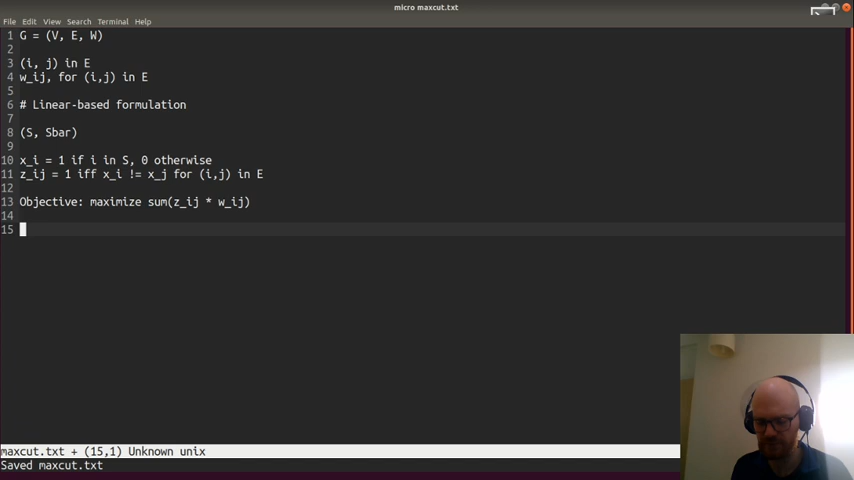 micro maxcut.txt
File Edit View Search Terminal Help
1 G = (V, E, W)
2
3 (i, j) in E
4 w_ij, for (i,j) in E
5
6 # Linear-based formulation
7
8 (S, Sbar)
9
10 x_i = 1 if i in S, 0 otherwise
11 z_ij = 1 iff x_i != x_j for (i,j) in E
12
13 Objective: maximize sum(z_ij * w_ij)
14
15
maxcut.txt + (15,1) Unknown unix
Saved maxcut.txt